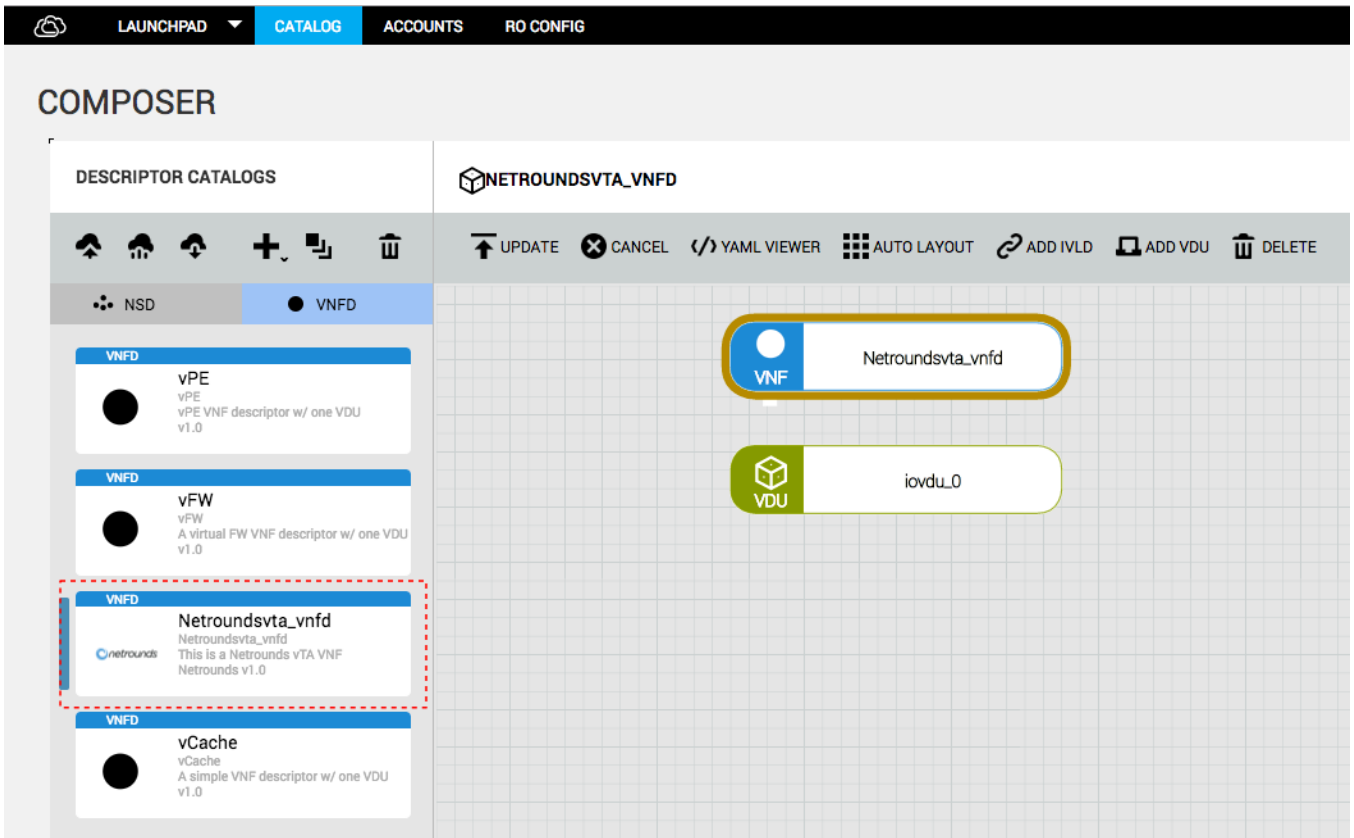 LAUNCHPAD CATALOG ACCOUNTS RO CONFIG
COMPOSER
DESCRIPTOR CATALOGS
NETROUNDSVTA_VNFD
UPDATE CANCEL YAML VIEWER AUTO LAYOUT ADD IVLD ADD VDU DELETE
NSD VNFD
VNFD
vPE
vPE
vPE VNF descriptor w/ one VDU
v1.0
VNFD
vFW
vFW
A virtual FW VNF descriptor w/ one VDU
v1.0
VNFD
netrounds
Netroundsvta_vnfd
Netroundsvta_vnfd
This is a Netrounds vTA VNF
Netrounds v1.0
VNFD
vCache
vCache
A simple VNF descriptor w/ one VDU
v1.0
VNF
Netroundsvta_vnfd
VDU
iovdu_0